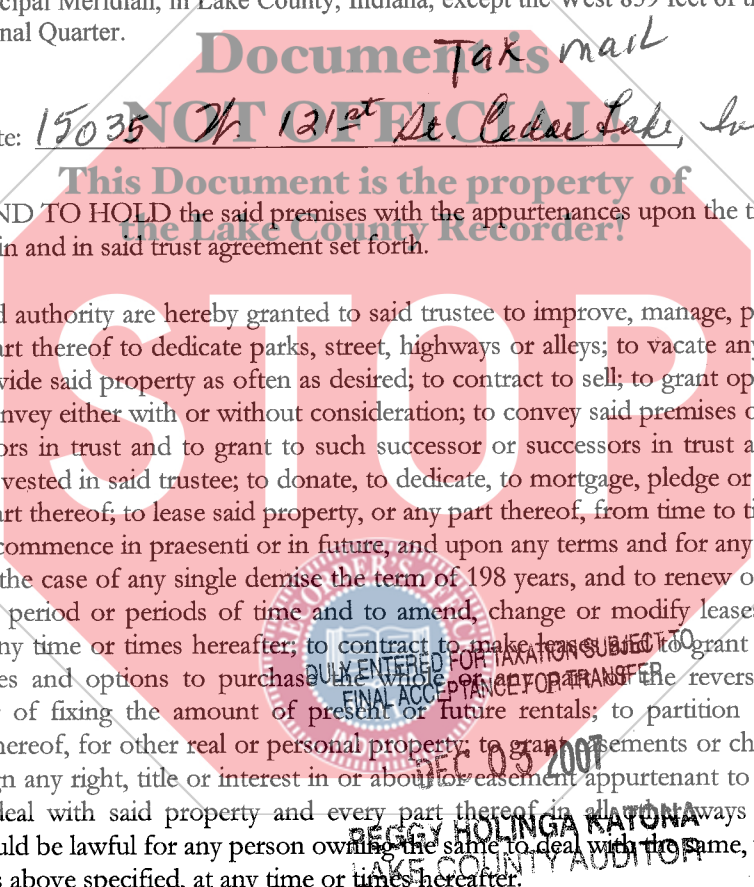 cipal Meridian, in Lake County, Indiana, except the West 859 feet of th
nal Quarter.
Document is
Tax mail
NOT OFFICIAL!
te: 15035 W 121st St. Cedar Lake, In
This Document is the property of
the Lake County Recorder!
ND TO HOLD the said premises with the appurtenances upon the t
in and in said trust agreement set forth.
d authority are hereby granted to said trustee to improve, manage, p
art thereof to dedicate parks, street, highways or alleys; to vacate any
vide said property as often as desired; to contract to sell; to grant op
nvey either with or without consideration; to convey said premises o
ors in trust and to grant to such successor or successors in trust a
vested in said trustee; to donate, to dedicate, to mortgage, pledge or
art thereof; to lease said property, or any part thereof, from time to ti
commence in praesenti or in future, and upon any terms and for any
the case of any single demise the term of 198 years, and to renew o
period or periods of time and to amend, change or modify leases
ny time or times hereafter; to contract to make leases and to grant
es and options to purchase the whole or any part of the revers
of fixing the amount of present or future rentals; to partition
hereof, for other real or personal property; to grant easements or ch
gn any right, title or interest in or about or easement appurtenant to
deal with said property and every part thereof in all other ways
uld be lawful for any person owning the same to deal with the same,
s above specified, at any time or times hereafter.
STOP
RECORDER'S OFFICE
INDIANA
DULY ENTERED FOR TAXATION SUBJECT TO
FINAL ACCEPTANCE FOR TRANSFER
DEC 03 2007
PEGGY HOLINGA KATONA
LAKE COUNTY AUDITOR